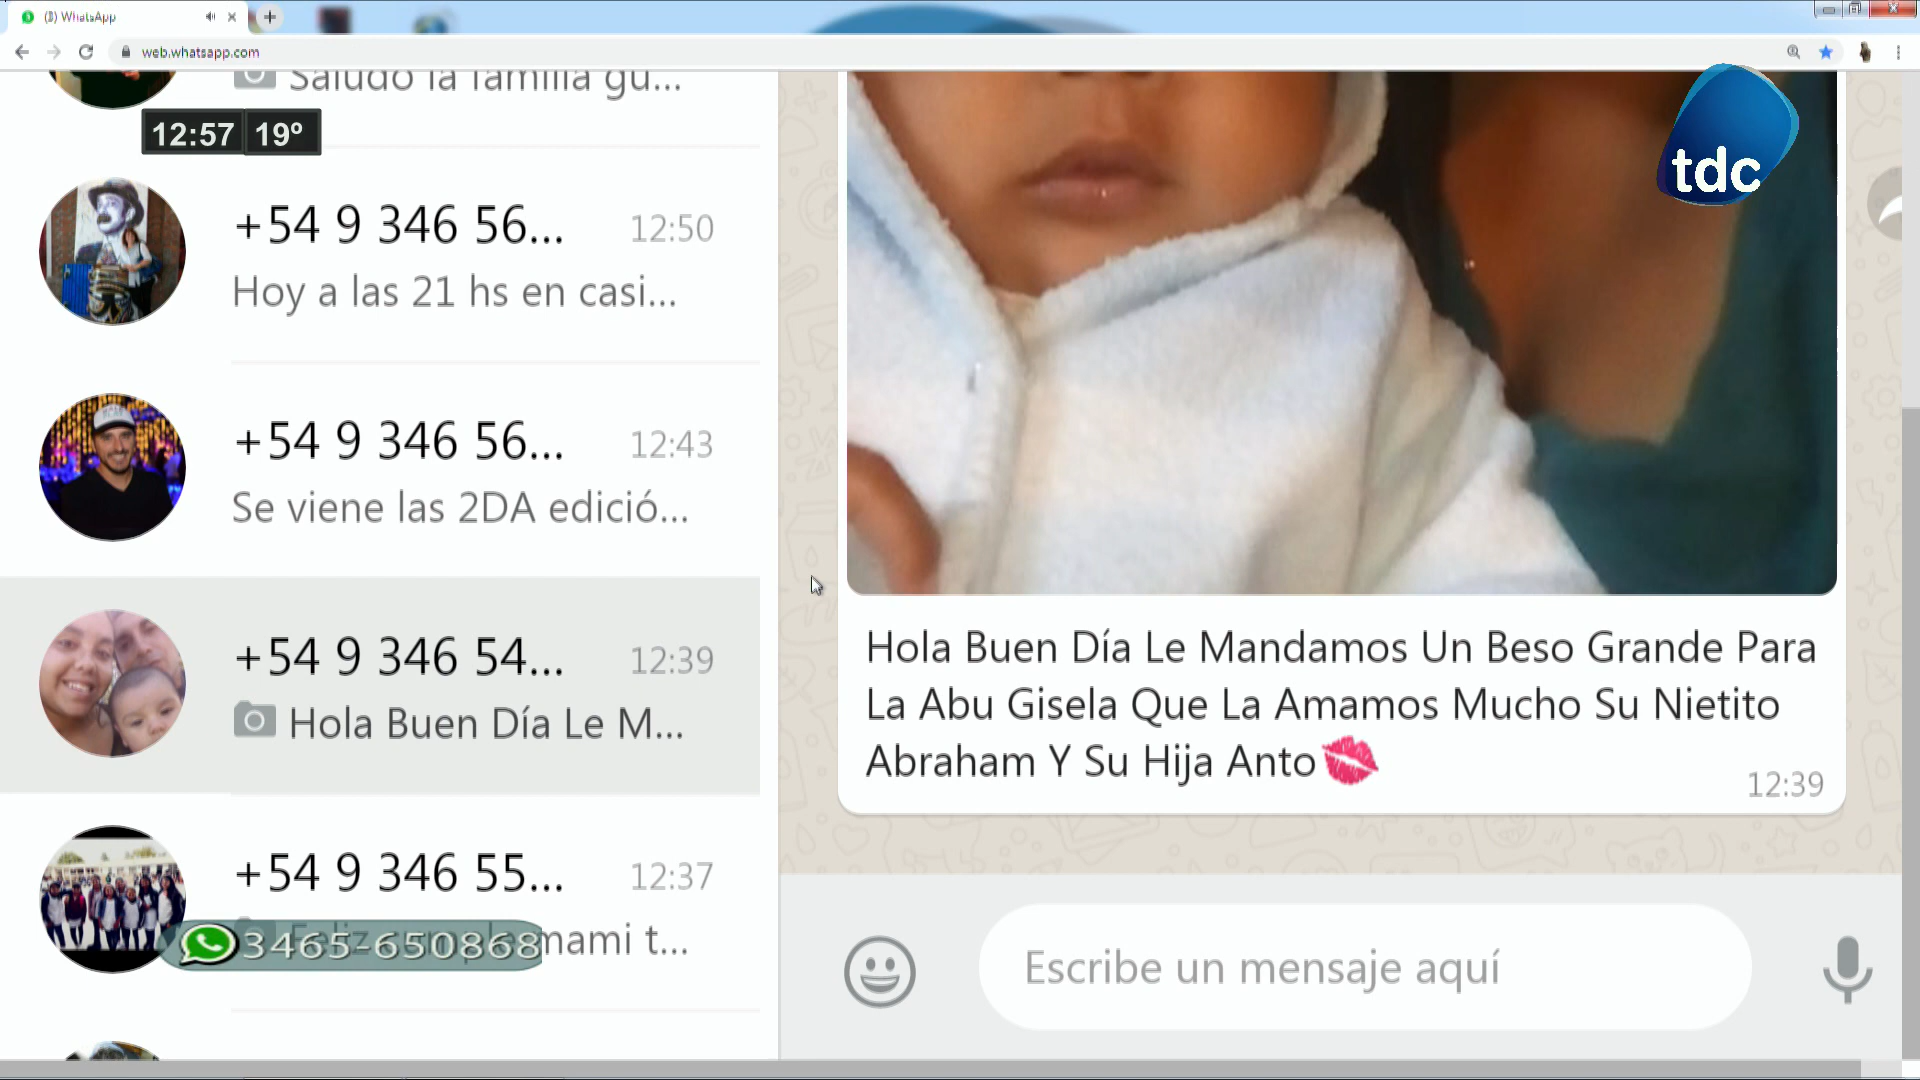 WhatsApp
web.whatsapp.com
Saludo la familia gu...
12:57 19º
+54 9 346 56... 12:50
Hoy a las 21 hs en casi...
+54 9 346 56... 12:43
Se viene las 2DA edició...
+54 9 346 54... 12:39
Hola Buen Día Le M...
+54 9 346 55... 12:37
mami t...
3465-650868
tdc
Hola Buen Día Le Mandamos Un Beso Grande Para
La Abu Gisela Que La Amamos Mucho Su Nietito
Abraham Y Su Hija Anto💋
12:39
Escribe un mensaje aquí